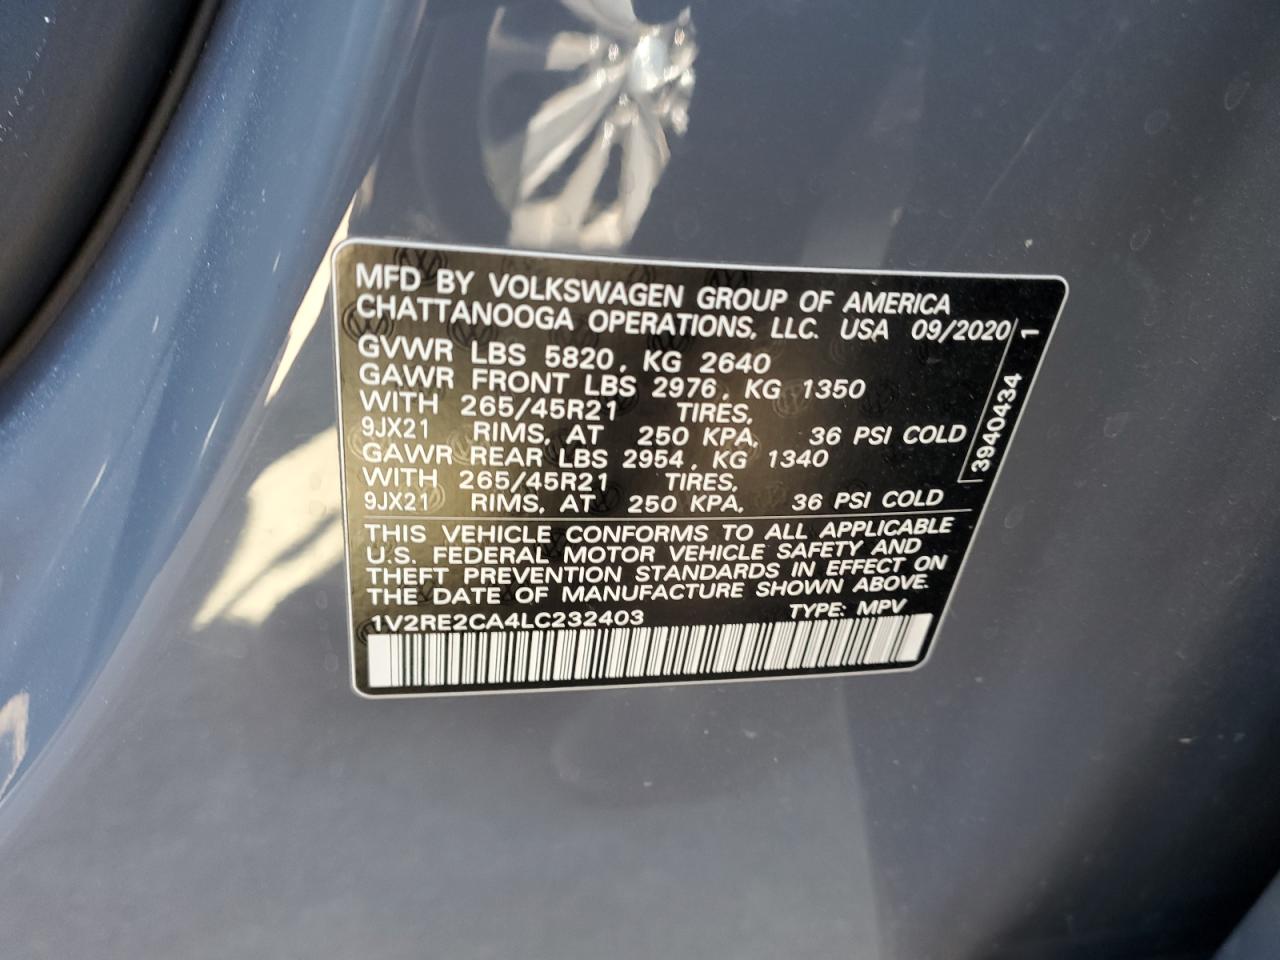 MFD BY VOLKSWAGEN GROUP OF AMERICA
CHATTANOOGA OPERATIONS, LLC. USA 09/2020
GVWR LBS 5820, KG 2640
GAWR FRONT LBS 2976, KG 1350
WITH 265/45R21 TIRES,
9JX21 RIMS, AT 250 KPA, 36 PSI COLD
GAWR REAR LBS 2954, KG 1340
WITH 265/45R21 TIRES,
9JX21 RIMS, AT 250 KPA, 36 PSI COLD
3940434 1
THIS VEHICLE CONFORMS TO ALL APPLICABLE
U.S. FEDERAL MOTOR VEHICLE SAFETY AND
THEFT PREVENTION STANDARDS IN EFFECT ON
THE DATE OF MANUFACTURE SHOWN ABOVE.
1V2RE2CA4LC232403 TYPE: MPV